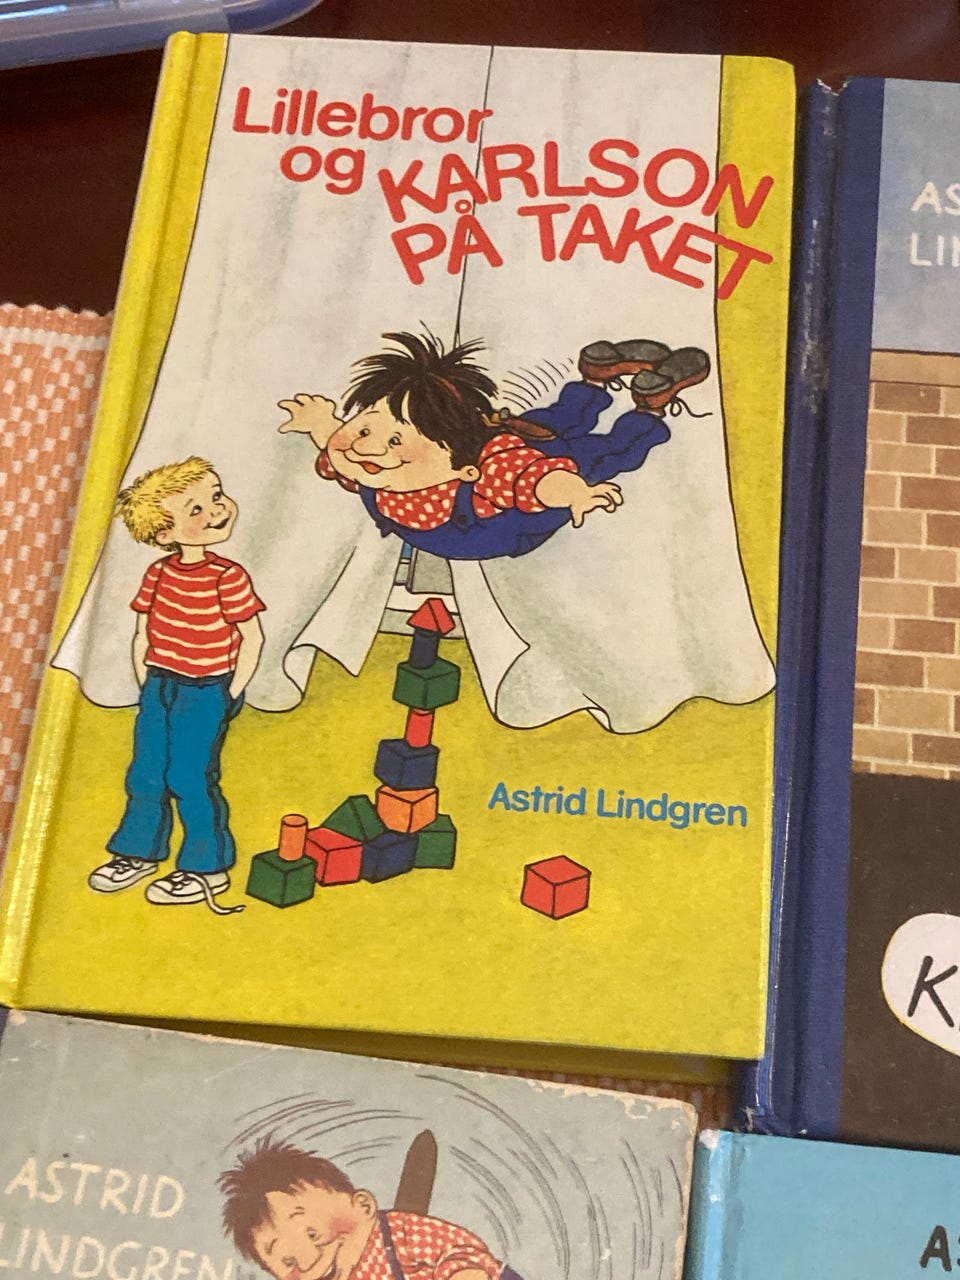 Lillebror
og KARLSON
PÅ TAKET
Astrid Lindgren
ASTRID
LINDGREN